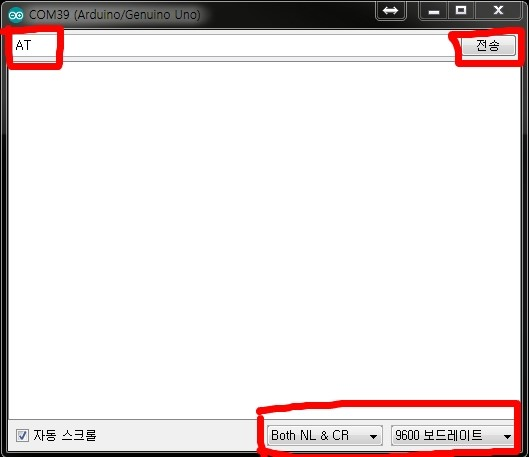 COM39 (Arduino/Genuino Uno)
AT
전송
자동 스크롤
Both NL & CR
9600 보드레이트